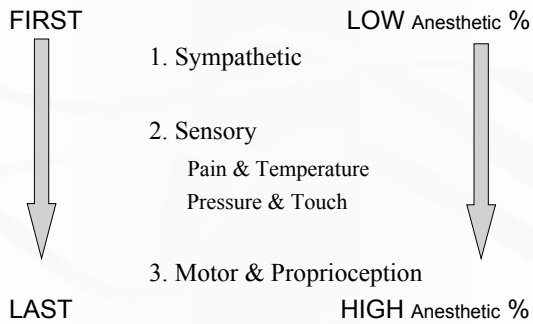 FIRST
LOW Anesthetic %
1. Sympathetic
2. Sensory
Pain & Temperature
Pressure & Touch
3. Motor & Proprioception
LAST
HIGH Anesthetic %